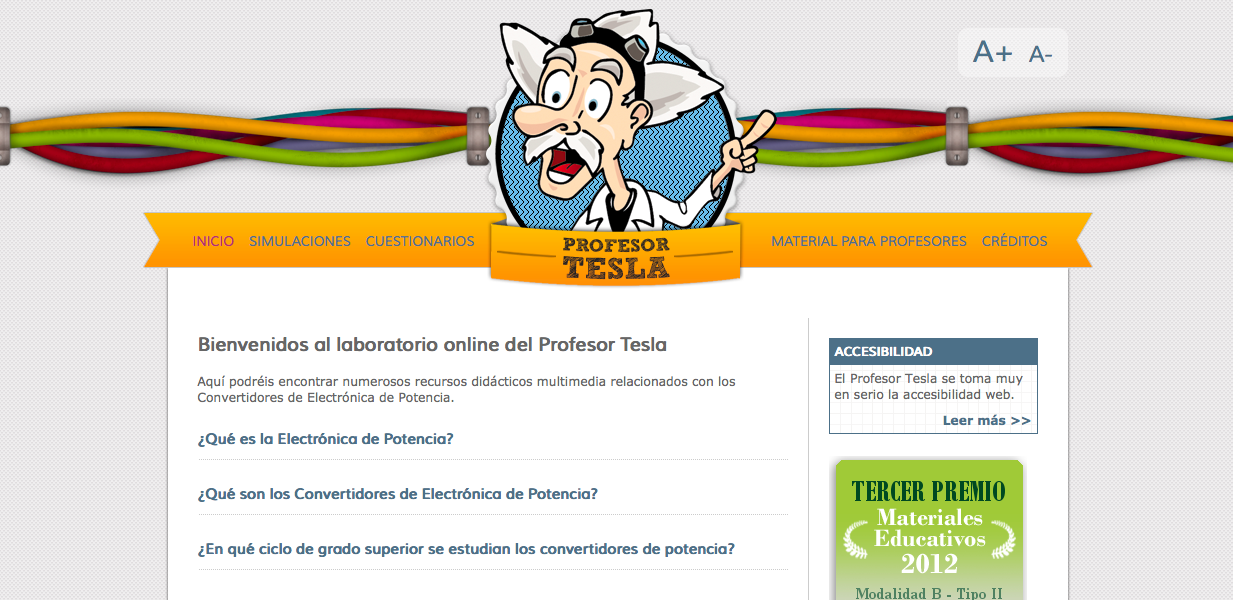 A+ A-
INICIO SIMULACIONES CUESTIONARIOS
PROFESOR
TESLA
MATERIAL PARA PROFESORES CRÉDITOS
Bienvenidos al laboratorio online del Profesor Tesla
Aquí podréis encontrar numerosos recursos didácticos multimedia relacionados con los
Convertidores de Electrónica de Potencia.
¿Qué es la Electrónica de Potencia?
¿Qué son los Convertidores de Electrónica de Potencia?
¿En qué ciclo de grado superior se estudian los convertidores de potencia?
ACCESIBILIDAD
El Profesor Tesla se toma muy
en serio la accesibilidad web.
Leer más >>
TERCER PREMIO
Materiales
Educativos
2012
Modalidad B - Tipo II